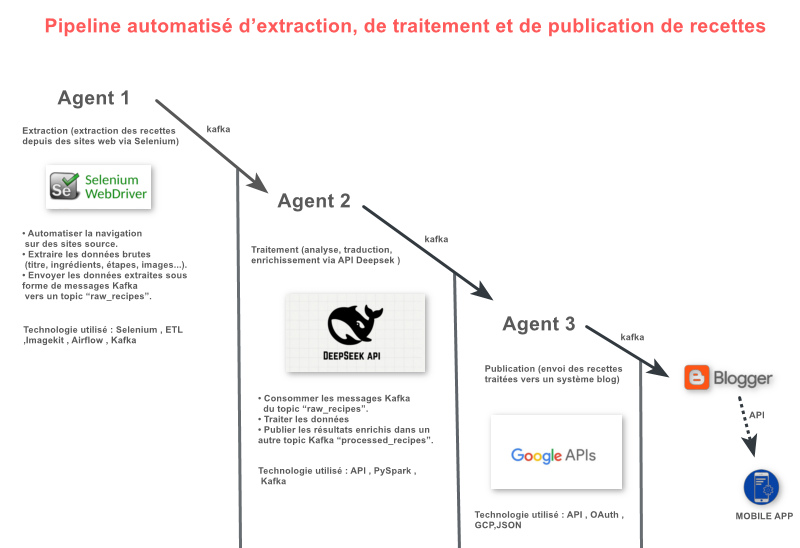 Pipeline automatisé d’extraction, de traitement et de publication de recettes
Agent 1
kafka
Extraction (extraction des recettes
depuis des sites web via Selenium)
Se
Selenium
WebDriver
• Automatiser la navigation
sur des sites source.
• Extraire les données brutes
(titre, ingrédients, étapes, images...).
• Envoyer les données extraites sous
forme de messages Kafka
vers un topic “raw_recipes”.
Technologie utilisé : Selenium , ETL
,Imagekit , Airflow , Kafka
Agent 2
kafka
Traitement (analyse, traduction,
enrichissement via API Deepsek )
DEEPSEEK API
• Consommer les messages Kafka
du topic “raw_recipes”.
• Traiter les données
• Publier les résultats enrichis dans un
autre topic Kafka “processed_recipes”.
Technologie utilisé : API , PySpark ,
Kafka
Agent 3
kafka
Publication (envoi des recettes
traitées vers un système blog)
Google APIs
Technologie utilisé : API , OAuth ,
GCP,JSON
Blogger
API
MOBILE APP